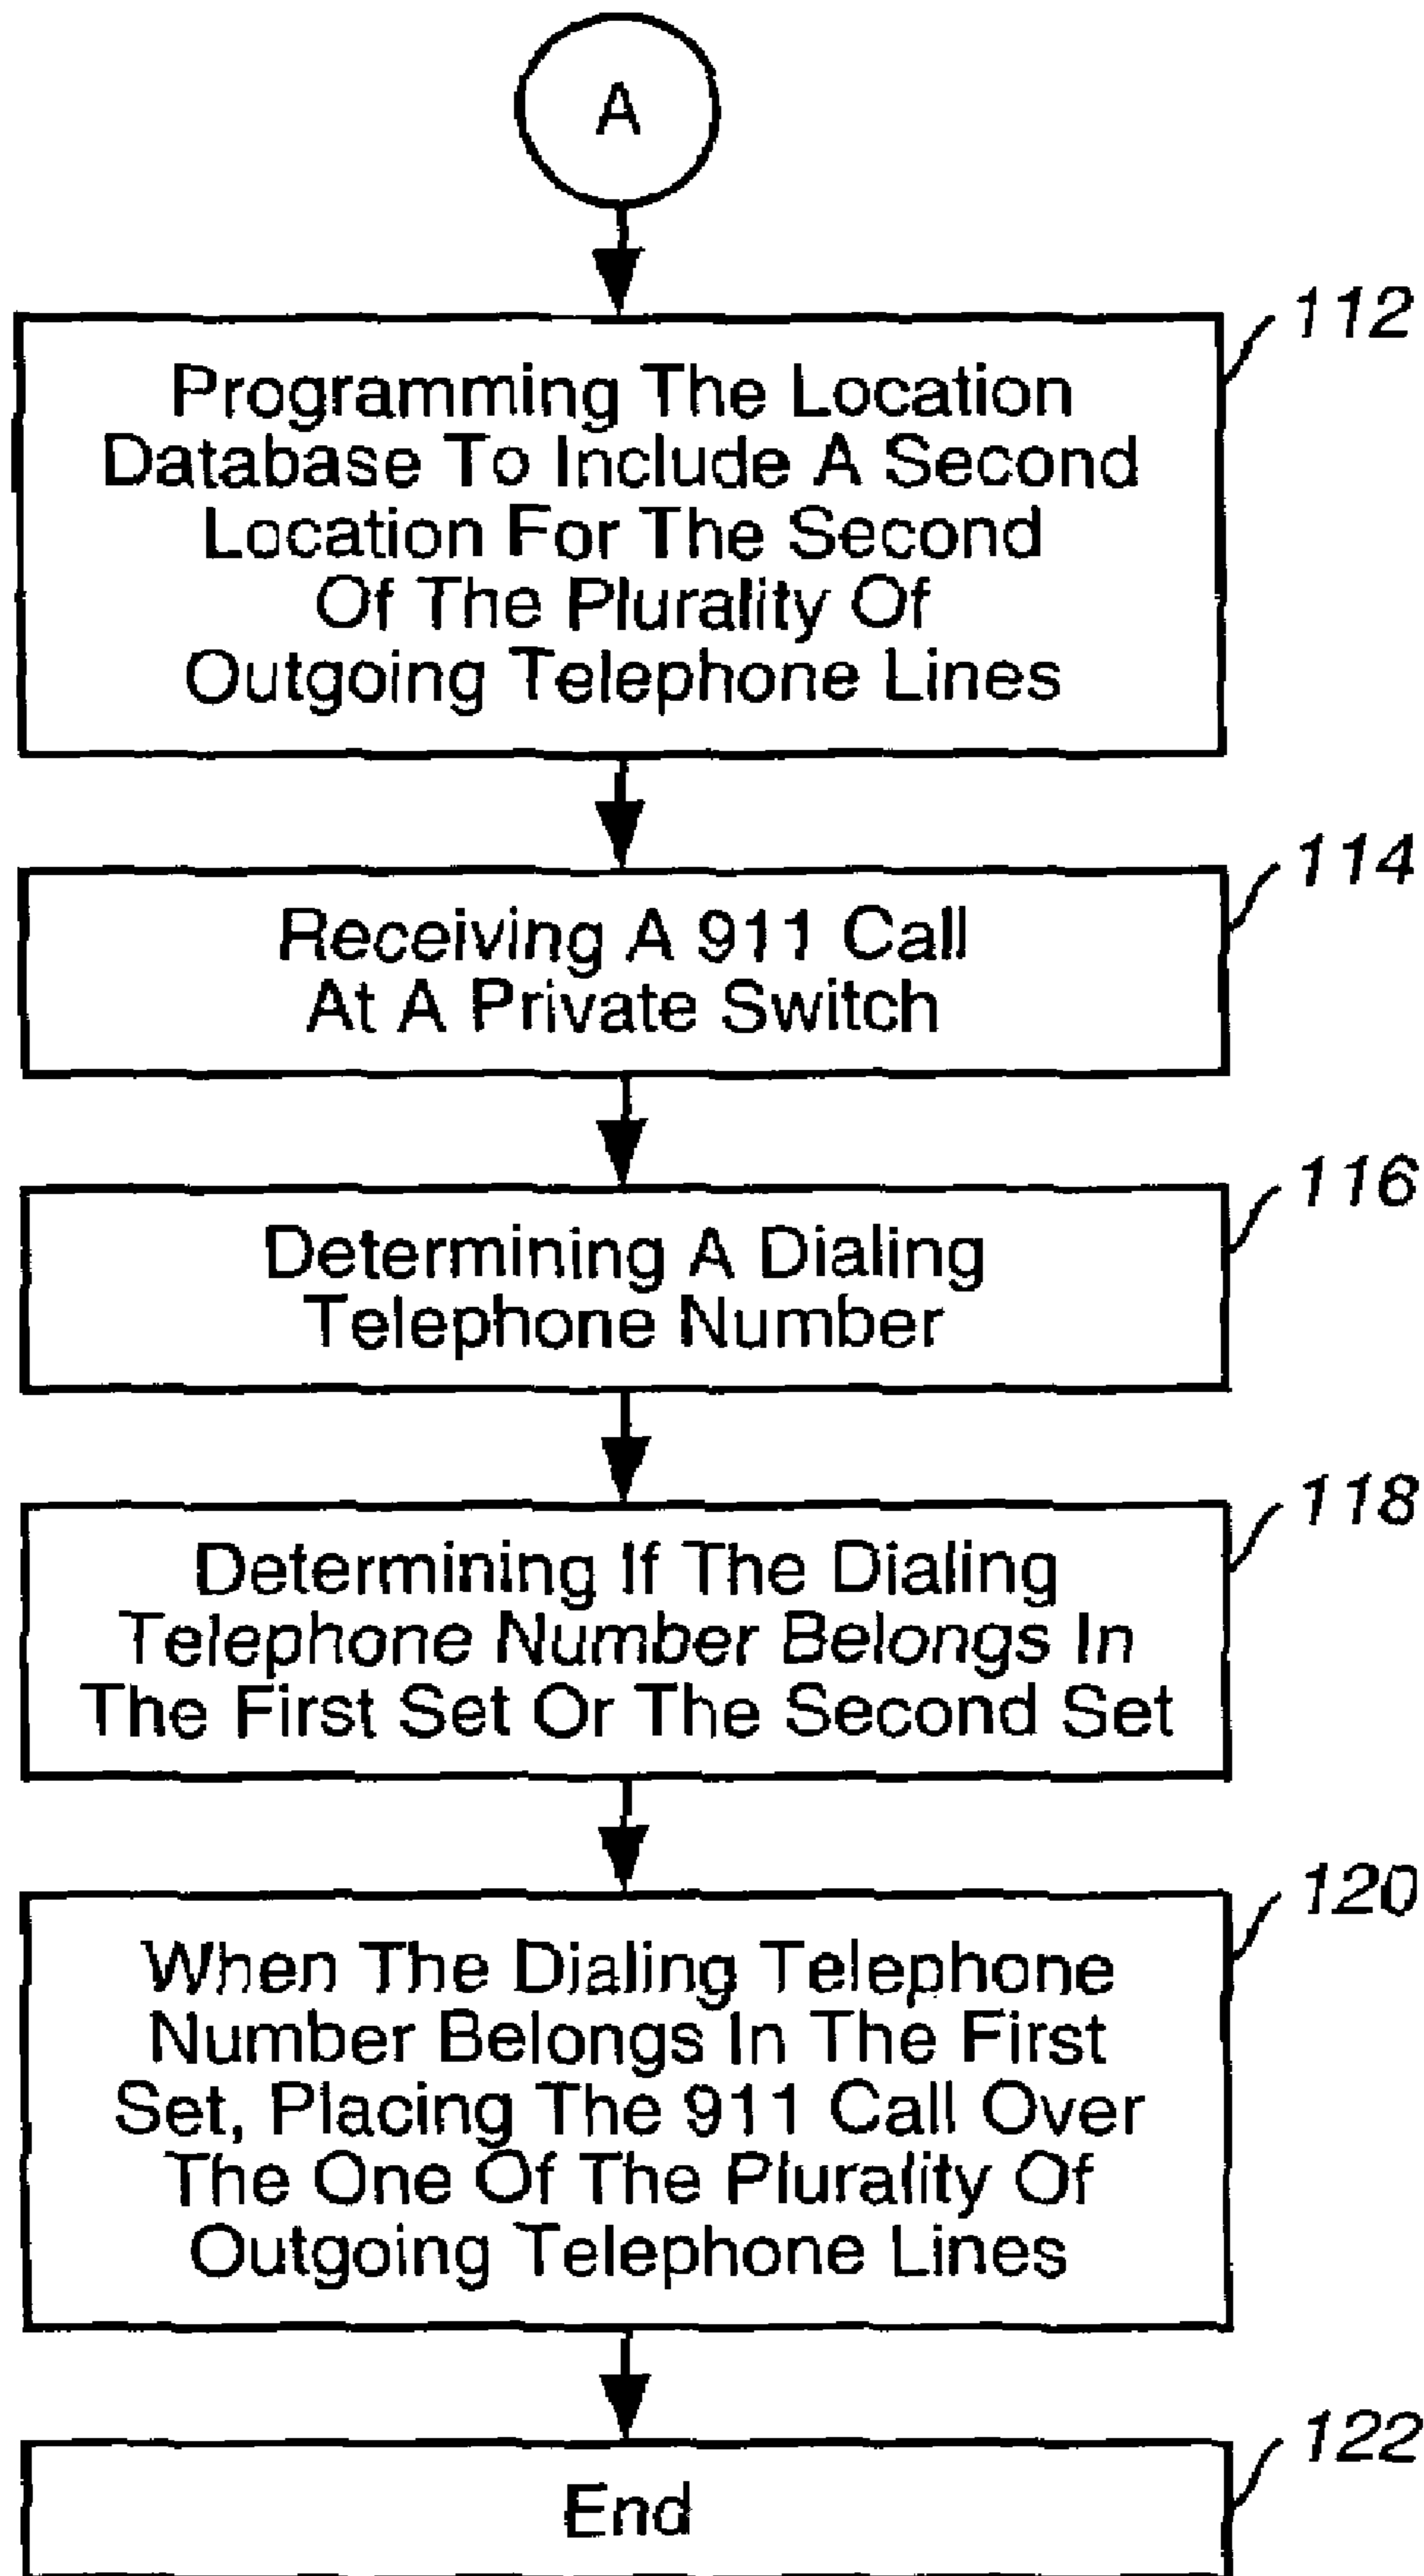 A
112
Programming The Location
Database To Include A Second
Location For The Second
Of The Plurality Of
Outgoing Telephone Lines
114
Receiving A 911 Call
At A Private Switch
116
Determining A Dialing
Telephone Number
118
Determining If The Dialing
Telephone Number Belongs In
The First Set Or The Second Set
120
When The Dialing Telephone
Number Belongs In The First
Set, Placing The 911 Call Over
The One Of The Plurality Of
Outgoing Telephone Lines
122
End